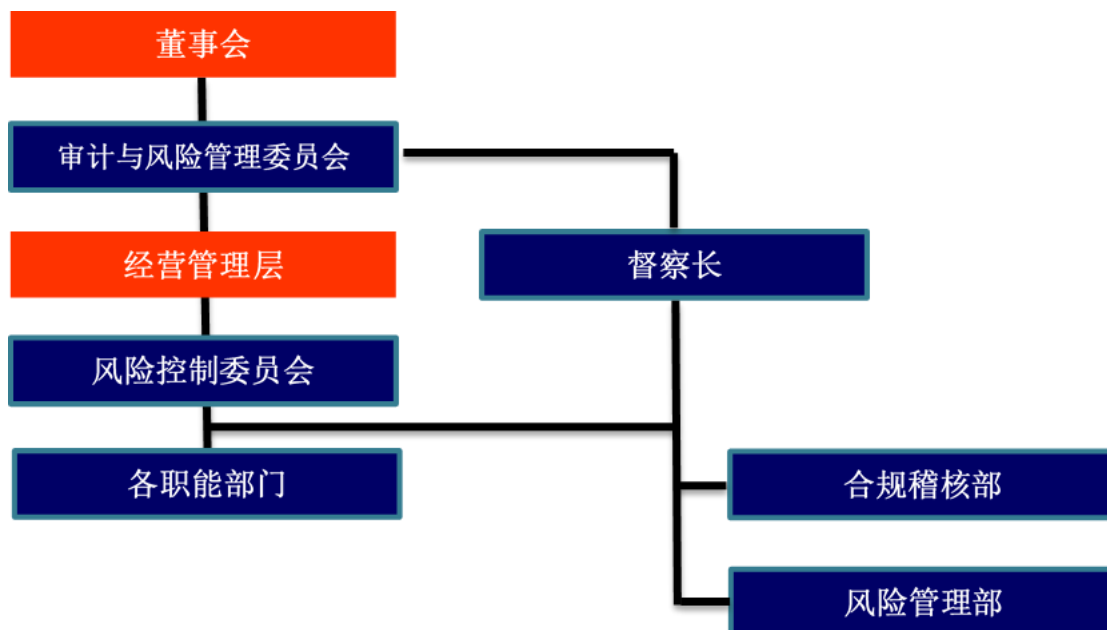 董事会
审计与风险管理委员会
经营管理层
督察长
风险控制委员会
各职能部门
合规稽核部
风险管理部